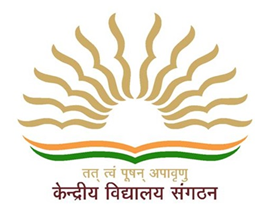 तत् त्वं पूषन् अपावृणु
केन्द्रीय विद्यालय संगठन